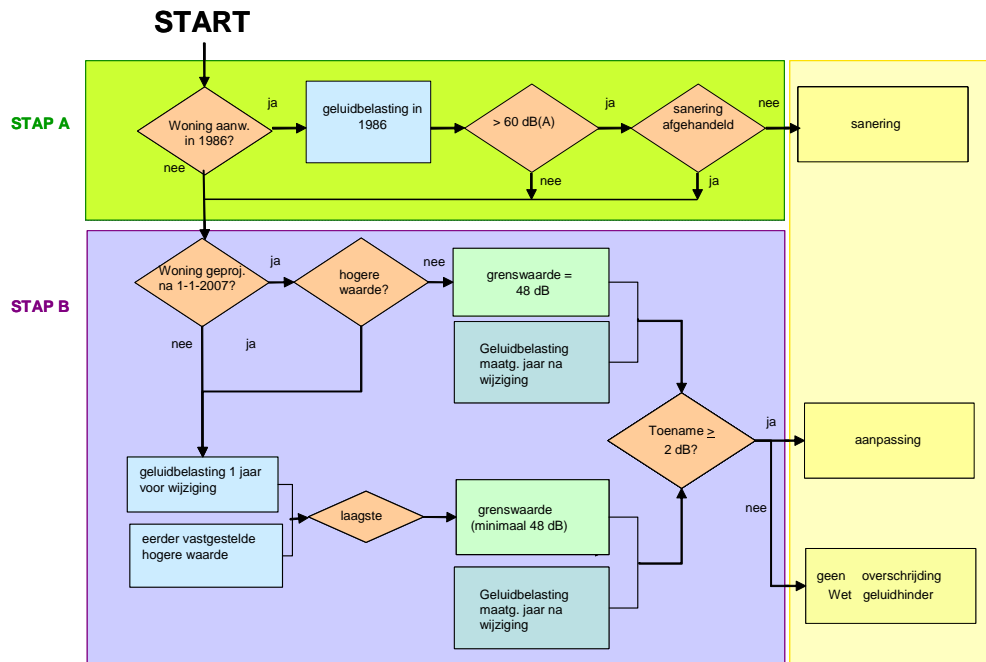 START
STAP A
Woning aanw.
in 1986?
ja
nee
geluidbelasting in
1986
> 60 dB(A)
ja
nee
sanering
afgehandeld
nee
ja
sanering
STAP B
Woning geproj.
na 1-1-2007?
ja
nee
hogere
waarde?
nee
ja
grenswaarde =
48 dB
Geluidbelasting
maatg. jaar na
wijziging
Toename ≥
2 dB?
ja
nee
aanpassing
geluidbelasting 1 jaar
voor wijziging
eerder vastgestelde
hogere waarde
laagste
grenswaarde
(minimaal 48 dB)
Geluidbelasting
maatg. jaar na
wijziging
geen overschrijding
Wet geluidhinder